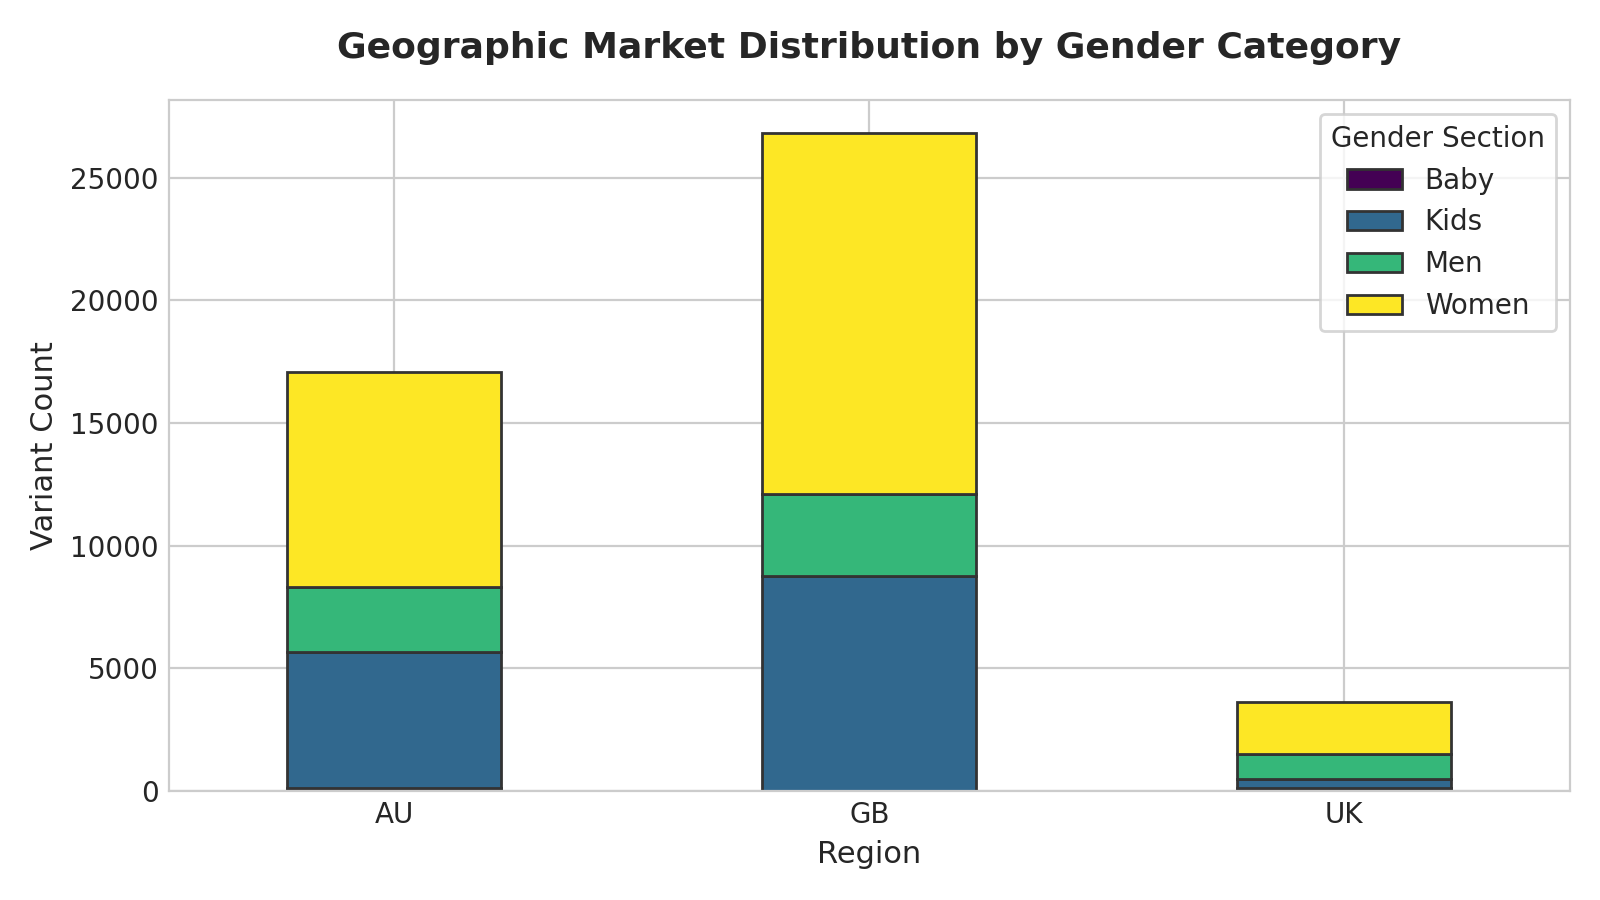 Geographic Market Distribution by Gender Category
Gender Section
Baby
Kids
Men
Women
Variant Count
25000
20000
15000
10000
5000
0
AU
GB
UK
Region